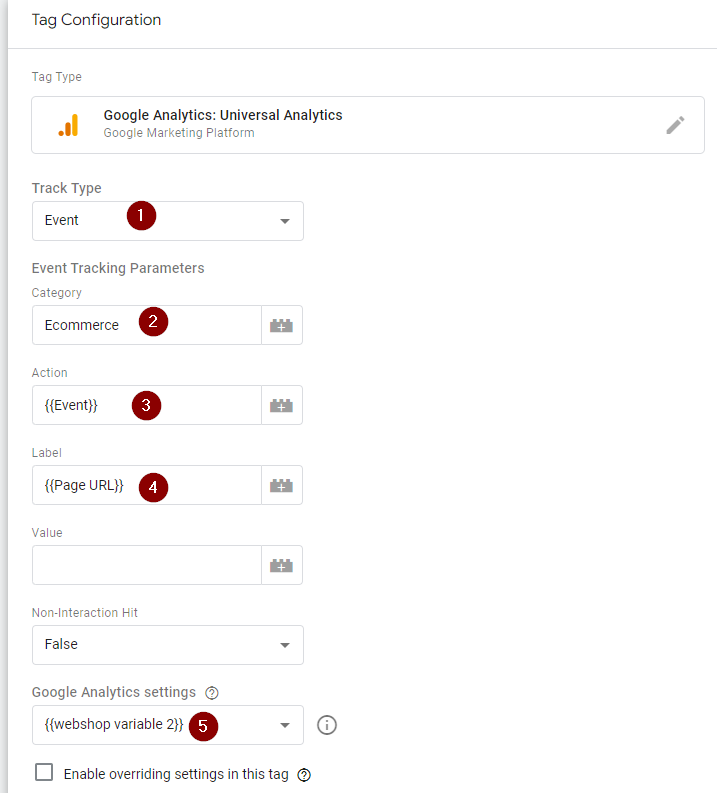 Tag Configuration
Tag Type
Google Analytics: Universal Analytics
Google Marketing Platform
Track Type
Event
1
Event Tracking Parameters
Category
Ecommerce
2
Action
{{Event}}
3
Label
{{Page URL}}
4
Value
Non-Interaction Hit
False
Google Analytics settings ?
{{webshop variable 2}}
5
i
Enable overriding settings in this tag ?